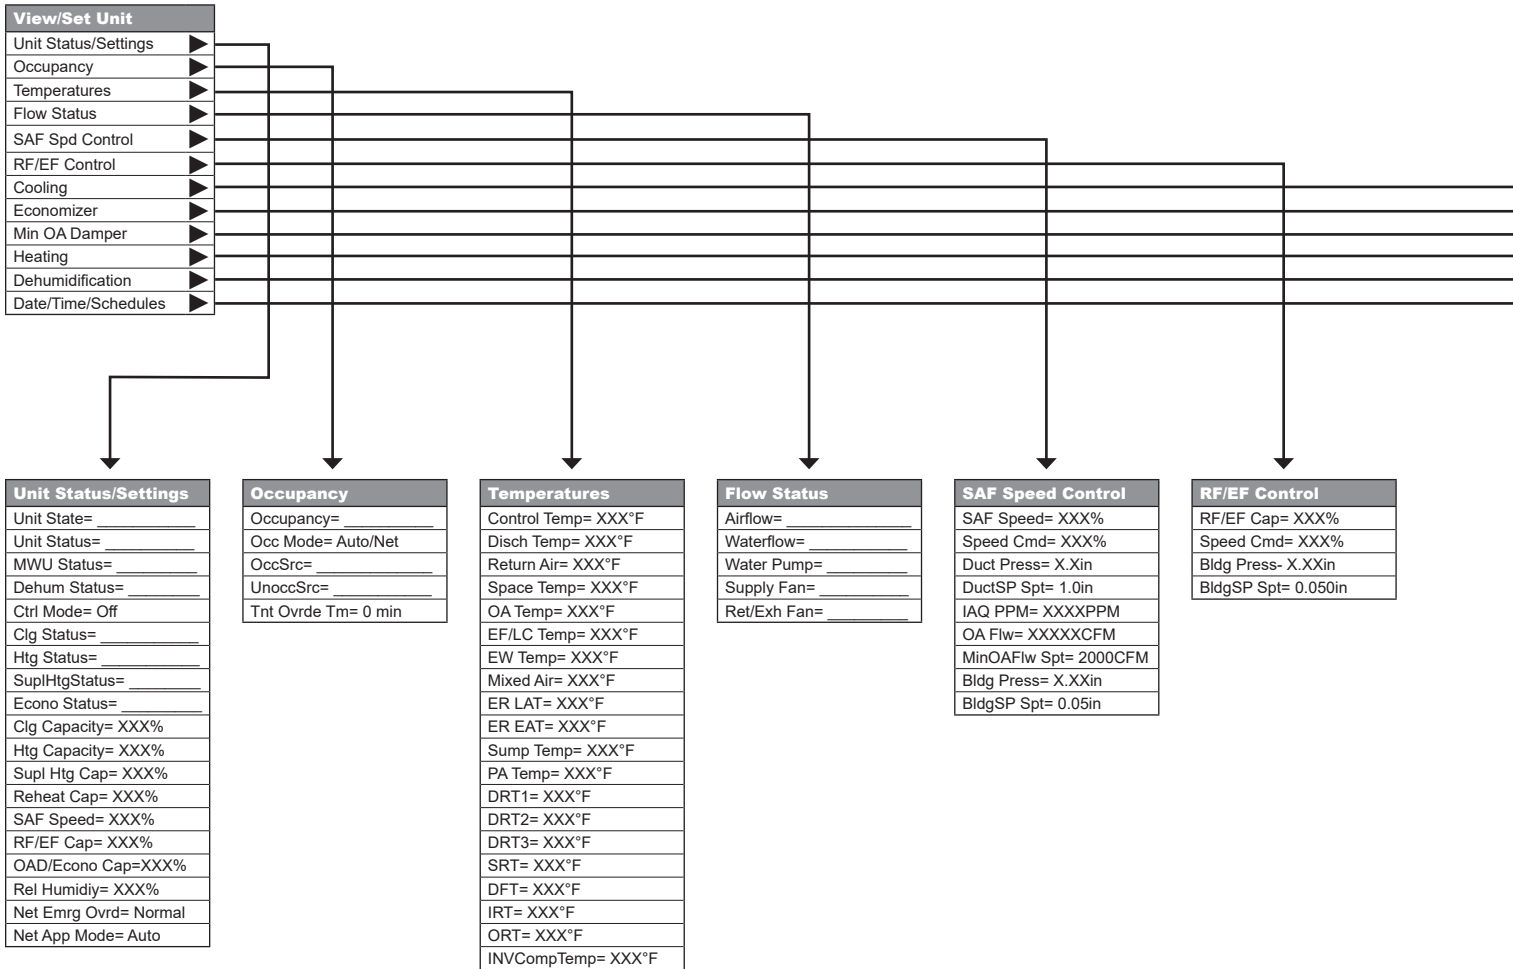 View/Set Unit
Unit Status/Settings
Occupancy
Temperatures
Flow Status
SAF Spd Control
RF/EF Control
Cooling
Economizer
Min OA Damper
Heating
Dehumidification
Date/Time/Schedules
Unit Status/Settings
Unit State= ___________
Unit Status= __________
MWU Status= _________
Dehum Status= ________
Ctrl Mode= Off
Clg Status= ___________
Htg Status= ___________
SuplHtgStatus= ________
Econo Status= _________
Clg Capacity= XXX%
Htg Capacity= XXX%
Supl Htg Cap= XXX%
Reheat Cap= XXX%
SAF Speed= XXX%
RF/EF Cap= XXX%
OAD/Econo Cap=XXX%
Rel Humidiy= XXX%
Net Emrg Ovrd= Normal
Net App Mode= Auto
Occupancy
Occupancy= __________
Occ Mode= Auto/Net
OccSrc= _____________
UnoccSrc= ___________
Tnt Ovrde Tm= 0 min
Temperatures
Control Temp= XXX°F
Disch Temp= XXX°F
Return Air= XXX°F
Space Temp= XXX°F
OA Temp= XXX°F
EF/LC Temp= XXX°F
EW Temp= XXX°F
Mixed Air= XXX°F
ER LAT= XXX°F
ER EAT= XXX°F
Sump Temp= XXX°F
PA Temp= XXX°F
DRT1= XXX°F
DRT2= XXX°F
DRT3= XXX°F
SRT= XXX°F
DFT= XXX°F
IRT= XXX°F
ORT= XXX°F
INVCompTemp= XXX°F
Flow Status
Airflow= ______________
Waterflow= ___________
Water Pump= _________
Supply Fan= __________
Ret/Exh Fan= _________
SAF Speed Control
SAF Speed= XXX%
Speed Cmd= XXX%
Duct Press= X.Xin
DuctSP Spt= 1.0in
IAQ PPM= XXXXPPM
OA Flw= XXXXXCFM
MinOAFlw Spt= 2000CFM
Bldg Press= X.XXin
BldgSP Spt= 0.05in
RF/EF Control
RF/EF Cap= XXX%
Speed Cmd= XXX%
Bldg Press- X.XXin
BldgSP Spt= 0.050in